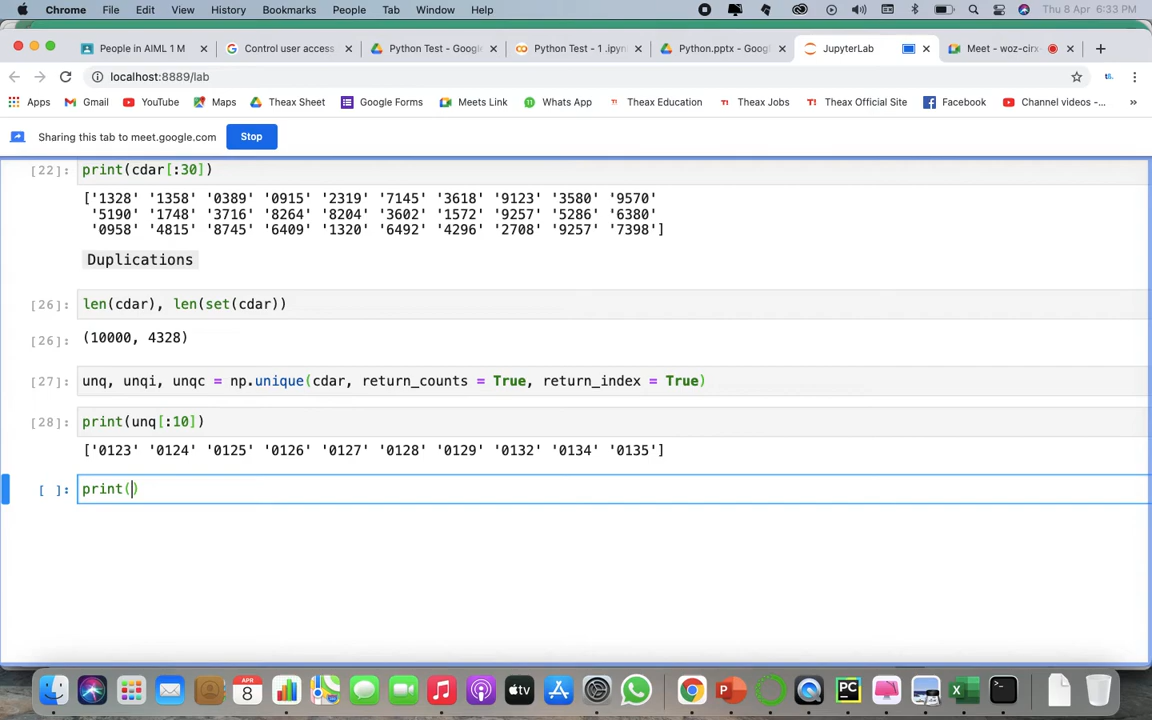 Chrome File Edit View History Bookmarks People Tab Window Help Thu 8 Apr 6:33 PM
People in AIML 1 M Control user access Python Test - Google Python Test - 1 .ipyn Python.pptx - Google JupyterLab Meet - woz-cirx
localhost:8889/lab
Apps Gmail YouTube Maps Theax Sheet Google Forms Meets Link Whats App Theax Education Theax Jobs Theax Official Site Facebook Channel videos -... »
Sharing this tab to meet.google.com Stop
[22]: print(cdar[:30])
['1328' '1358' '0389' '0915' '2319' '7145' '3618' '9123' '3580' '9570'
'5190' '1748' '3716' '8264' '8204' '3602' '1572' '9257' '5286' '6380'
'0958' '4815' '8745' '6409' '1320' '6492' '4296' '2708' '9257' '7398']
Duplications
[26]: len(cdar), len(set(cdar))
[26]: (10000, 4328)
[27]: unq, unqi, unqc = np.unique(cdar, return_counts = True, return_index = True)
[28]: print(unq[:10])
['0123' '0124' '0125' '0126' '0127' '0128' '0129' '0132' '0134' '0135']
[ ]: print()
APR
8 tv P PC X >_